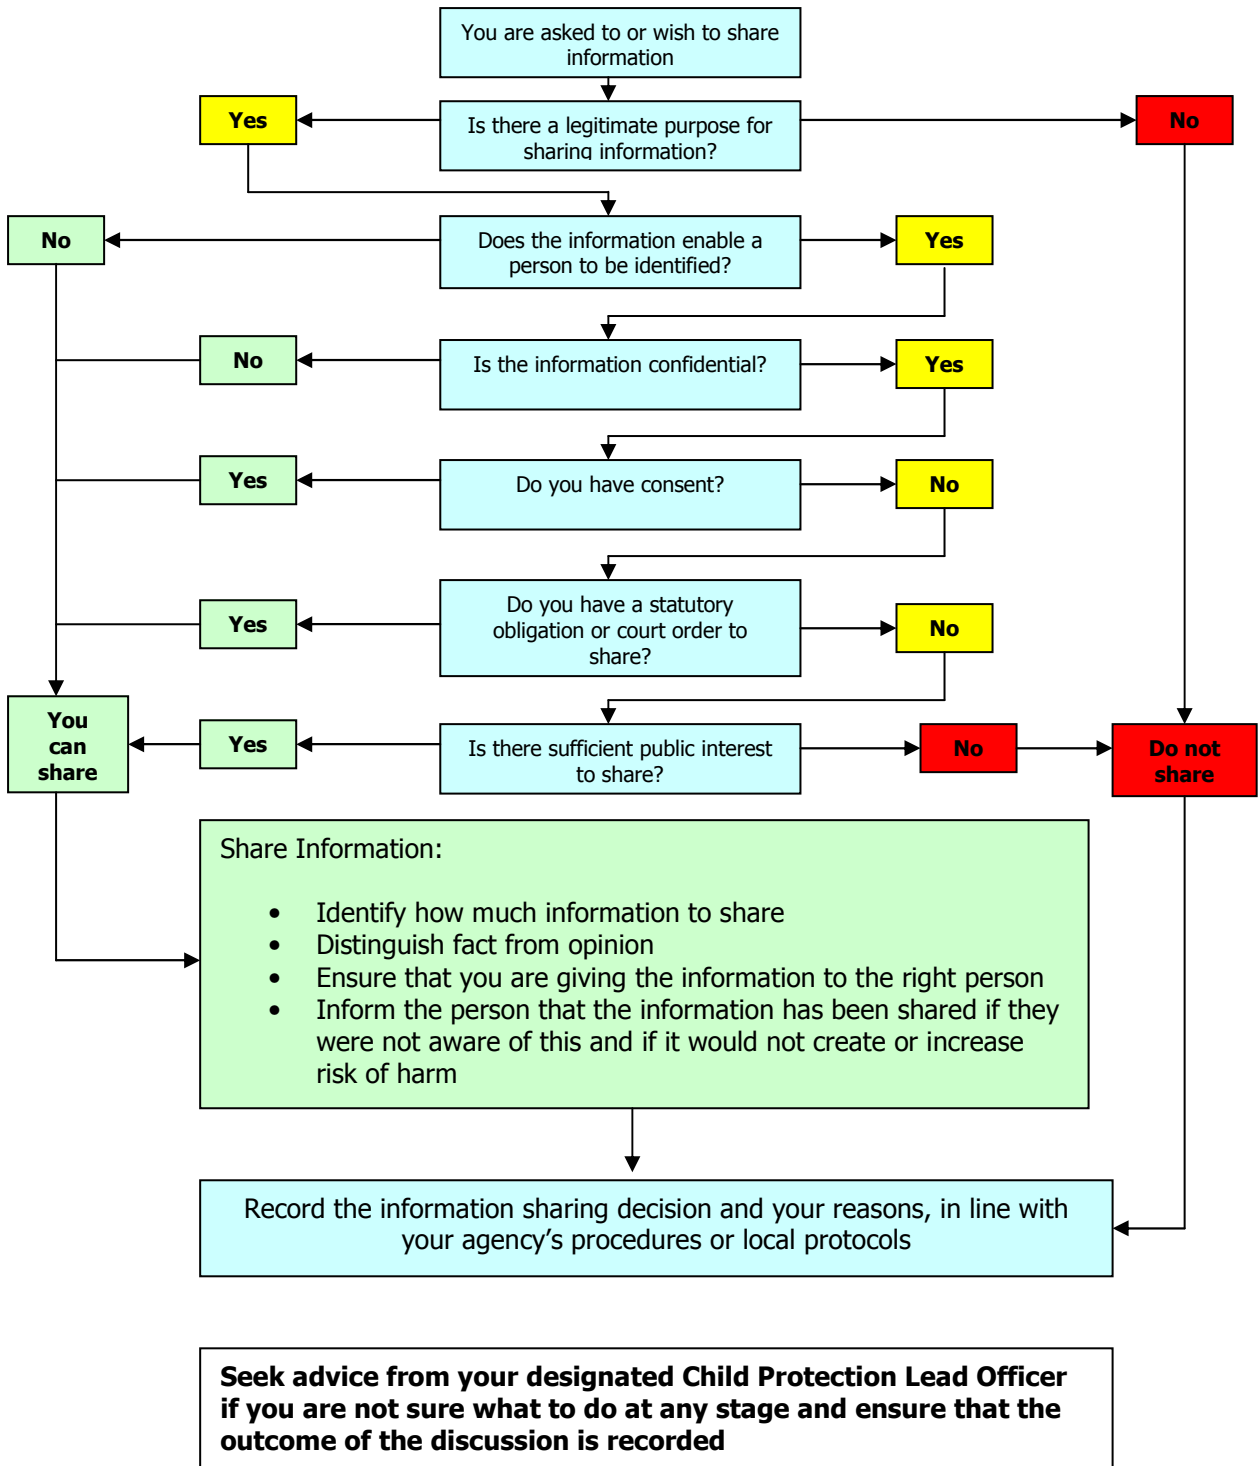 You are asked to or wish to share
information
Yes
Is there a legitimate purpose for
sharing information?
No
No
Does the information enable a
person to be identified?
Yes
No
Is the information confidential?
Yes
Yes
Do you have consent?
No
Yes
Do you have a statutory
obligation or court order to
share?
No
You
can
share
Yes
Is there sufficient public interest
to share?
No
Do not
share
Share Information:
• Identify how much information to share
• Distinguish fact from opinion
• Ensure that you are giving the information to the right person
• Inform the person that the information has been shared if they
were not aware of this and if it would not create or increase
risk of harm
Record the information sharing decision and your reasons, in line with
your agency’s procedures or local protocols
Seek advice from your designated Child Protection Lead Officer
if you are not sure what to do at any stage and ensure that the
outcome of the discussion is recorded